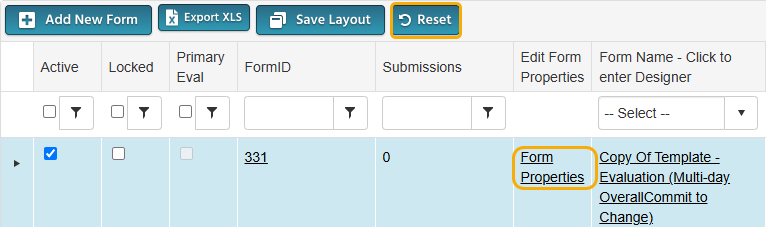 Add New Form Export XLS Save Layout Reset
Active Locked Primary Eval FormID Submissions Edit Form Properties Form Name - Click to enter Designer
-- Select --
331 0 Form Properties Copy Of Template - Evaluation (Multi-day OverallCommit to Change)